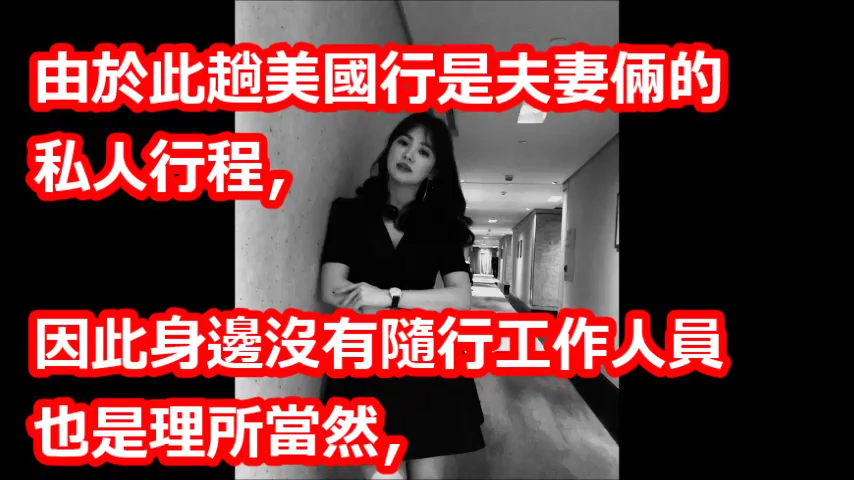 由於此趟美國行是夫妻倆的
私人行程,
因此身邊沒有隨行工作人員
也是理所當然,